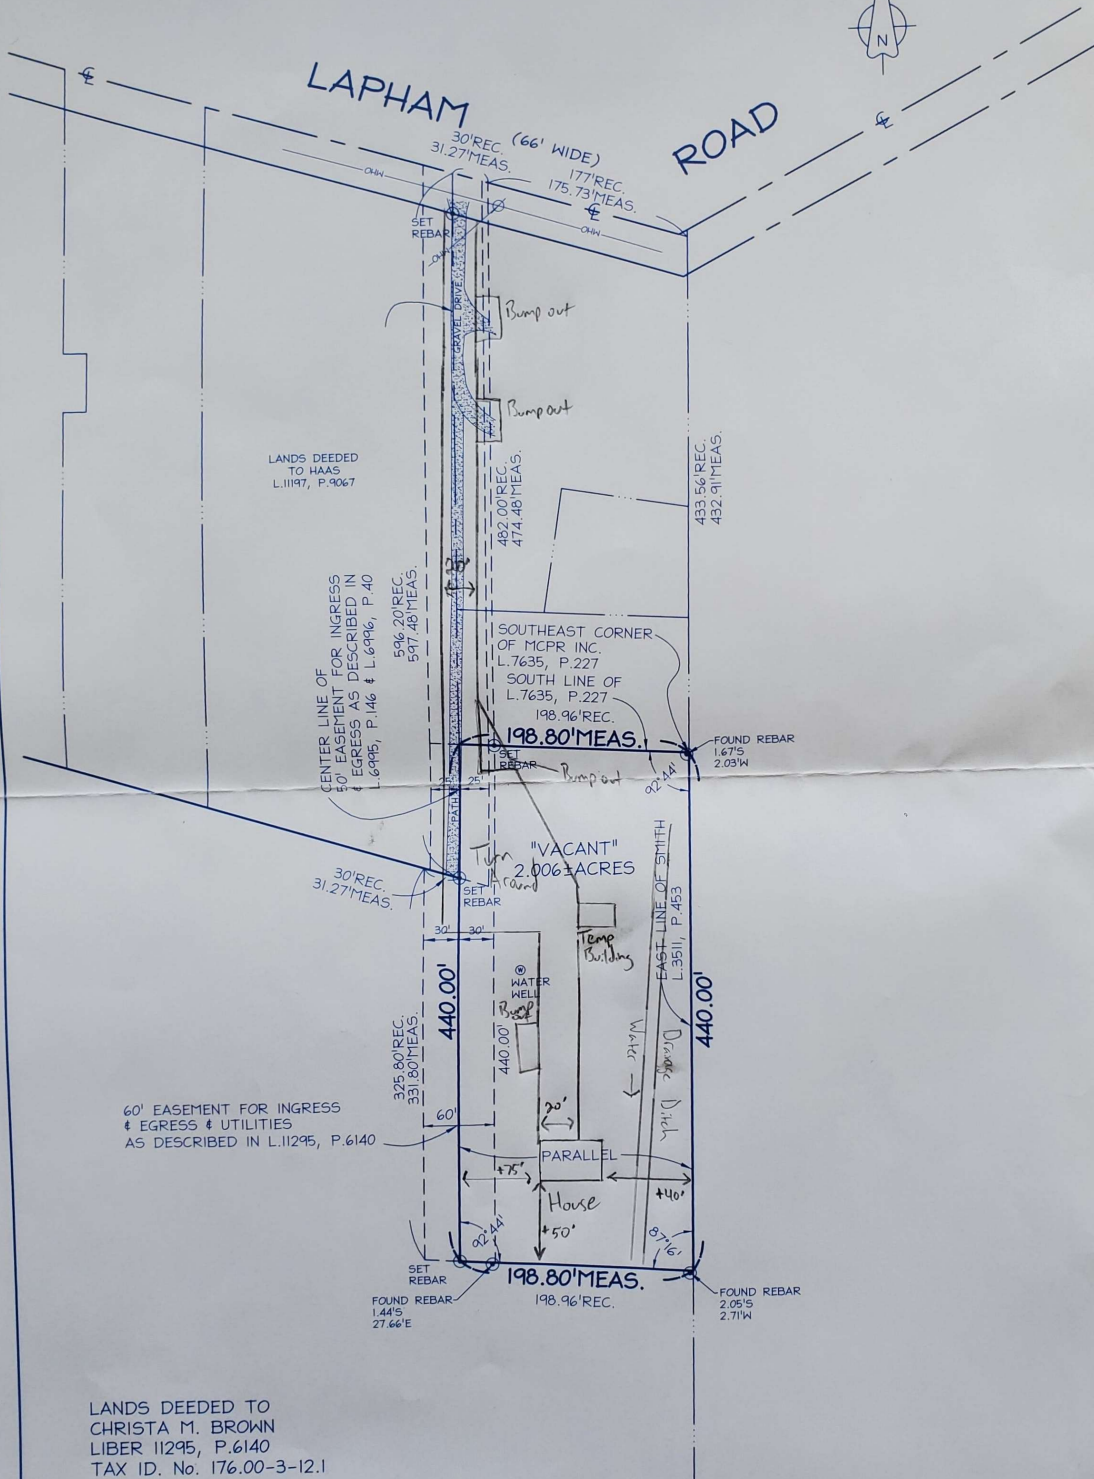 N
LAPHAM
ROAD
(66' WIDE)
30'REC.
31.27'MEAS.
177'REC.
175.73'MEAS.
OHW
OHW
OHW
SET
REBAR
GRAVEL DRIVE
Bump out
Bump out
LANDS DEEDED
TO HAAS
L.11197, P.9067
482.00'REC.
474.48'MEAS.
433.56'REC.
432.91'MEAS.
596.20'REC.
597.48'MEAS.
CENTER LINE OF
50' EASEMENT FOR INGRESS
& EGRESS AS DESCRIBED IN
L.6995, P.146 & L.6996, P.40
SOUTHEAST CORNER
OF MCPR INC.
L.7635, P.227
SOUTH LINE OF
L.7635, P.227
198.96'REC.
198.80'MEAS.
SET
REBAR
FOUND REBAR
1.67'S
2.03'W
92°44'
Bump out
25'
25'
PATH
"VACANT"
2.006±ACRES
Turn
Around
30'REC.
31.27'MEAS.
SET
REBAR
EAST LINE OF SMITH
L.3511, P.453
30'
30'
Temp
Building
WATER
WELL
Bump
out
440.00'
440.00'
440.00'
325.80'REC.
331.80'MEAS.
Water
Drainage Ditch
60' EASEMENT FOR INGRESS
& EGRESS & UTILITIES
AS DESCRIBED IN L.11295, P.6140
60'
20'
PARALLEL
+75'
+40'
House
+50'
92°44'
87°16'
SET
REBAR
198.80'MEAS.
198.96'REC.
FOUND REBAR
1.44'S
27.66'E
FOUND REBAR
2.05'S
2.71'W
LANDS DEEDED TO
CHRISTA M. BROWN
LIBER 11295, P.6140
TAX ID. No. 176.00-3-12.1